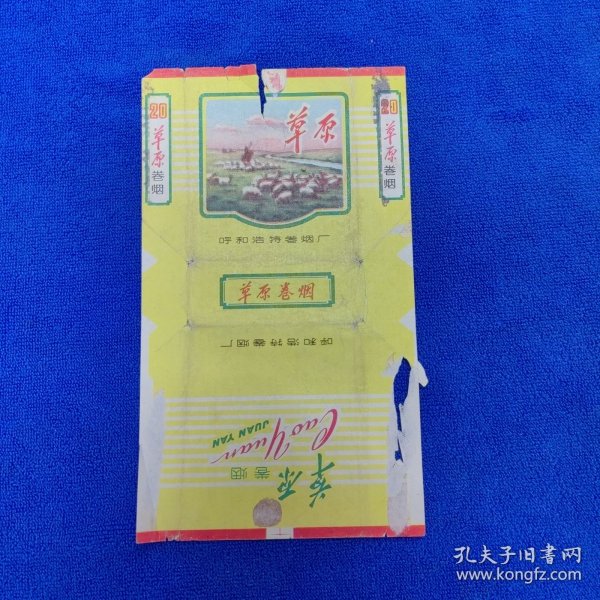 20
草原
卷烟
草原
20
草原
卷烟
呼和浩特卷烟厂
草原卷烟
呼和浩特卷烟厂
Cao Yuan
JUAN YAN
草原
卷烟
孔夫子旧书网
www.kongfz.com